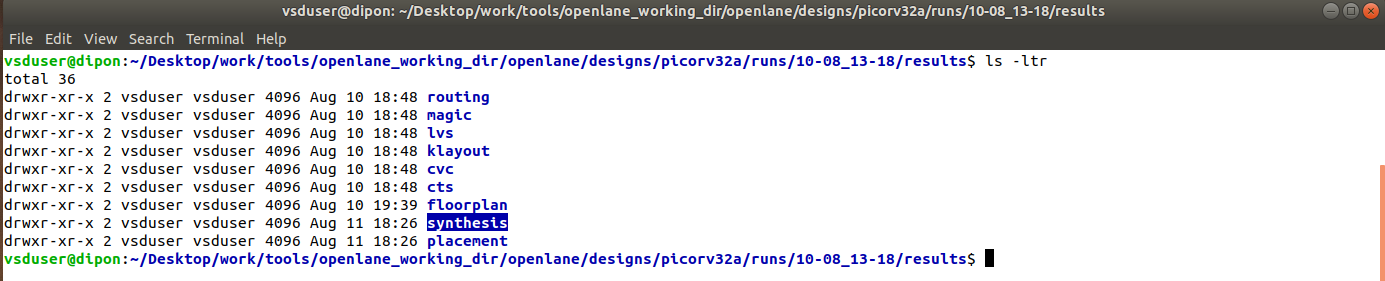 vsduser@dipon: ~/Desktop/work/tools/openlane_working_dir/openlane/designs/picorv32a/runs/10-08_13-18/results
File Edit View Search Terminal Help
vsduser@dipon:~/Desktop/work/tools/openlane_working_dir/openlane/designs/picorv32a/runs/10-08_13-18/results$ ls -ltr
total 36
drwxr-xr-x 2 vsduser vsduser 4096 Aug 10 18:48 routing
drwxr-xr-x 2 vsduser vsduser 4096 Aug 10 18:48 magic
drwxr-xr-x 2 vsduser vsduser 4096 Aug 10 18:48 lvs
drwxr-xr-x 2 vsduser vsduser 4096 Aug 10 18:48 klayout
drwxr-xr-x 2 vsduser vsduser 4096 Aug 10 18:48 cvc
drwxr-xr-x 2 vsduser vsduser 4096 Aug 10 18:48 cts
drwxr-xr-x 2 vsduser vsduser 4096 Aug 10 19:39 floorplan
drwxr-xr-x 2 vsduser vsduser 4096 Aug 11 18:26 synthesis
drwxr-xr-x 2 vsduser vsduser 4096 Aug 11 18:26 placement
vsduser@dipon:~/Desktop/work/tools/openlane_working_dir/openlane/designs/picorv32a/runs/10-08_13-18/results$